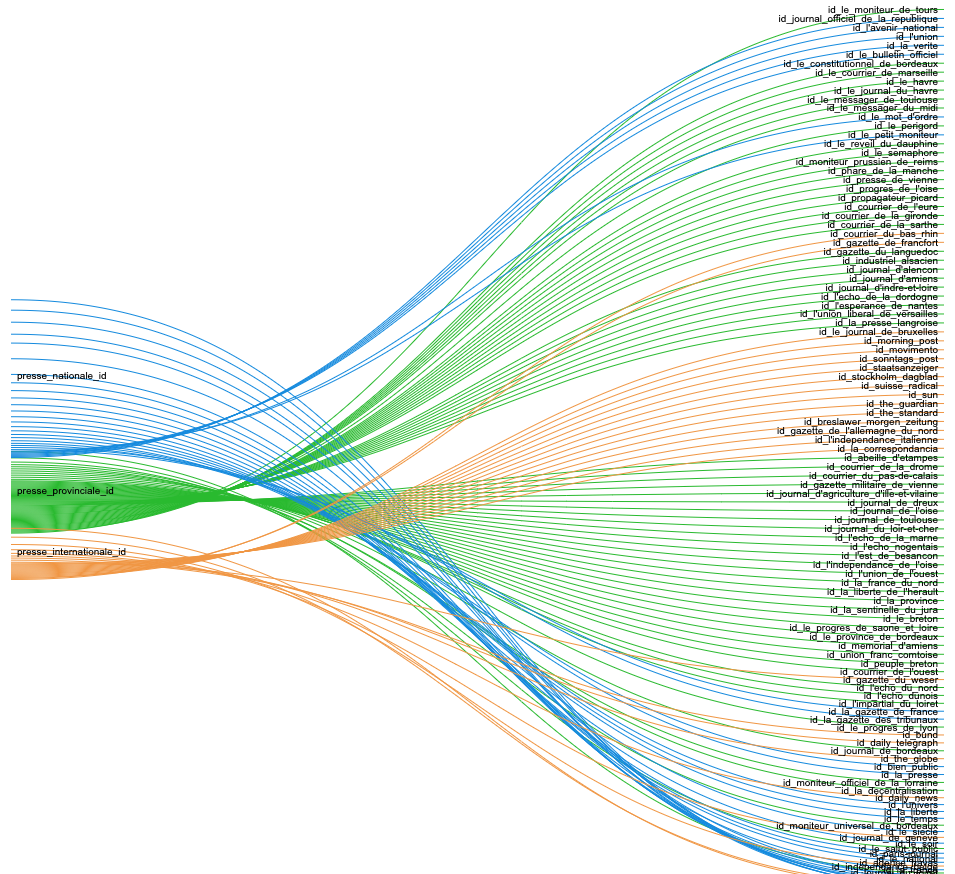 presse_nationale_id
presse_provinciale_id
presse_internationale_id
id_le_moniteur_de_tours
id_journal_officiel_de_la_republique
id_l'avenir_national
id_l'union
id_la_verite
id_le_bulletin_officiel
id_le_constitutionnel_de_bordeaux
id_le_courrier_de_marseille
id_le_havre
id_le_journal_du_havre
id_le_messager_de_toulouse
id_le_messager_du_midi
id_le_mot_d'ordre
id_le_perigord
id_le_petit_moniteur
id_le_reveil_du_dauphine
id_le_semaphore
id_moniteur_prussien_de_reims
id_phare_de_la_manche
id_presse_de_vienne
id_progres_de_l'oise
id_propagateur_picard
id_courrier_de_l'eure
id_courrier_de_la_gironde
id_courrier_de_la_sarthe
id_courrier_du_bas_rhin
id_gazette_de_francfort
id_gazette_du_languedoc
id_industriel_alsacien
id_journal_d'alencon
id_journal_d'amiens
id_journal_d'indre-et-loire
id_l'echo_de_la_dordogne
id_l'esperance_de_nantes
id_l'union_liberal_de_versailles
id_la_presse_langroise
id_le_journal_de_bruxelles
id_morning_post
id_movimento
id_sonntags_post
id_staatsanzeiger
id_stockholm_dagblad
id_suisse_radical
id_sun
id_the_guardian
id_the_standard
id_breslawer_morgen_zeitung
id_gazette_de_l'allemagne_du_nord
id_l'independance_italienne
id_la_correspondancia
id_abeille_d'etampes
id_courrier_de_la_drome
id_courrier_du_pas-de-calais
id_gazette_militaire_de_vienne
id_journal_d'agriculture_d'ille-et-vilaine
id_journal_de_dreux
id_journal_de_l'oise
id_journal_de_toulouse
id_journal_du_loir-et-cher
id_l'echo_de_la_marne
id_l'echo_nogentais
id_l'est_de_besancon
id_l'independance_de_l'oise
id_l'union_de_l'ouest
id_la_france_du_nord
id_la_liberte_de_l'herault
id_la_province
id_la_sentinelle_du_jura
id_le_breton
id_le_progres_de_saone_et_loire
id_le_province_de_bordeaux
id_memorial_d'amiens
id_union_franc_comtoise
id_peuple_breton
id_courrier_de_l'ouest
id_gazette_du_weser
id_l'echo_du_nord
id_l'echo_dunois
id_l'impartial_du_loiret
id_la_gazette_de_france
id_la_gazette_des_tribunaux
id_le_progres_de_lyon
id_bund
id_daily_telegraph
id_journal_de_bordeaux
id_the_globe
id_bien_public
id_la_presse
id_moniteur_officiel_de_la_lorraine
id_la_decentralisation
id_daily_news
id_l'univers
id_la_liberte
id_le_temps
id_moniteur_universel_de_bordeaux
id_le_siecle
id_journal_de_geneve
id_le_soir
id_le_salut_public